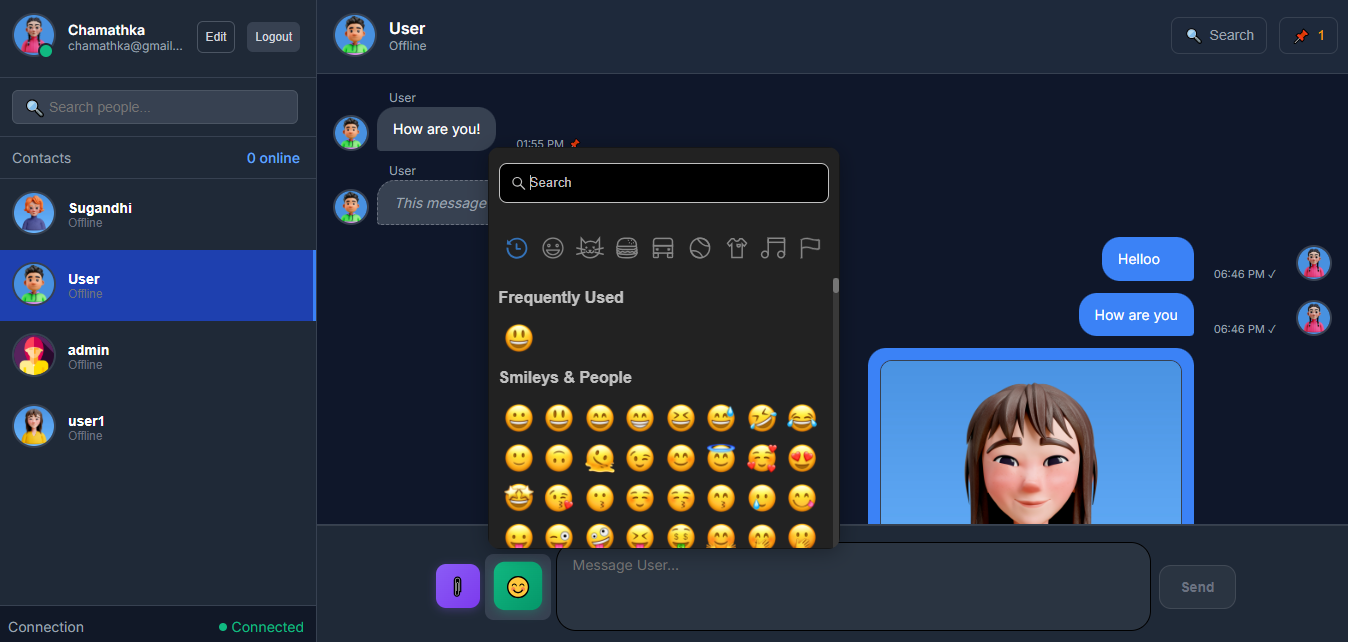 Chamathka
chamathka@gmail...
Edit
Logout
Search people...
Contacts
0 online
Sugandhi
Offline
User
Offline
admin
Offline
user1
Offline
Connection
Connected
User
Offline
Search
1
User
How are you!
01:55 PM
User
This message
Helloo
06:46 PM ✓
How are you
06:46 PM ✓
Search
Frequently Used
Smileys & People
Message User...
Send